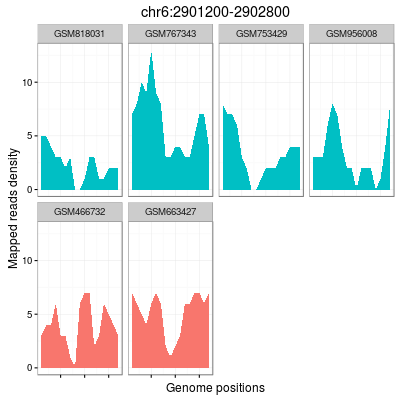 chr6:2901200-2902800
GSM818031 GSM767343 GSM753429 GSM956008
10
5
0
Mapped reads density
GSM466732 GSM663427
10
5
0
Genome positions